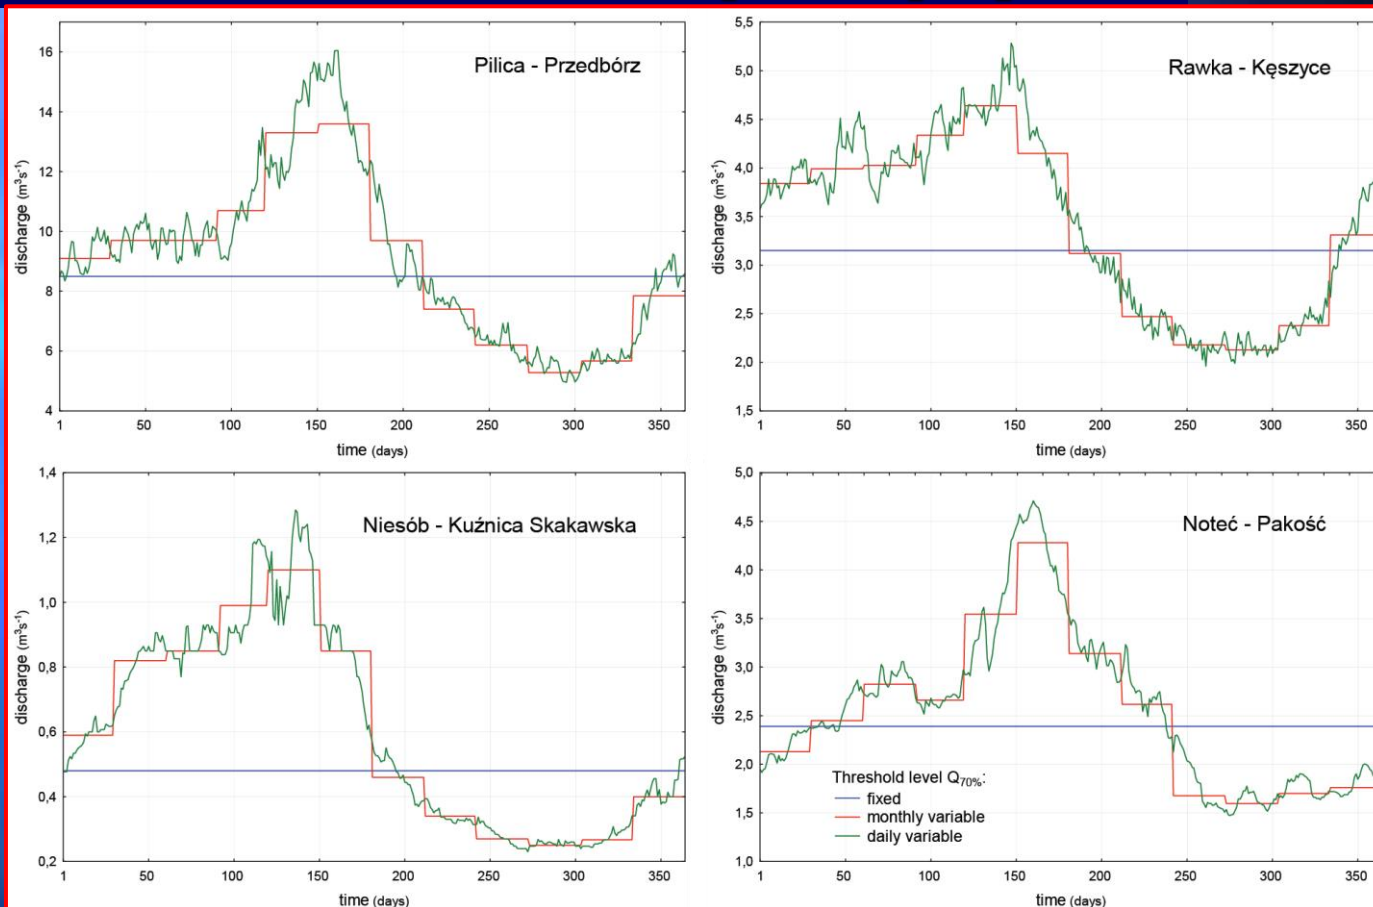 Pilica - Przedbórz
16
14
12
10
8
6
4
discharge (m³s⁻¹)
1 50 100 150 200 250 300 350
time (days)
Rawka - Kęszyce
5,5
5,0
4,5
4,0
3,5
3,0
2,5
2,0
1,5
discharge (m³s⁻¹)
1 50 100 150 200 250 300 350
time (days)
Niesób - Kuźnica Skakawska
1,4
1,2
1,0
0,8
0,6
0,4
0,2
discharge (m³s⁻¹)
1 50 100 150 200 250 300 350
time (days)
Noteć - Pakość
5,0
4,5
4,0
3,5
3,0
2,5
2,0
1,5
1,0
discharge (m³s⁻¹)
Threshold level Q70%:
fixed
monthly variable
daily variable
1 50 100 150 200 250 300 350
time (days)